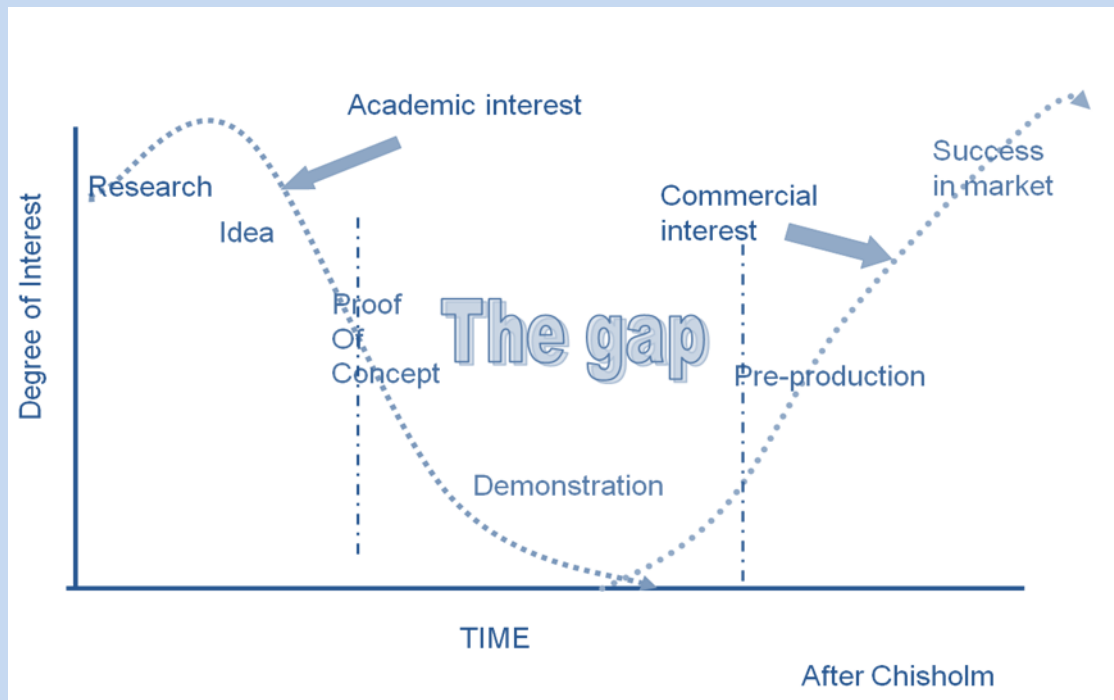 Academic interest
Success
in market
Research
Commercial
interest
Idea
Degree of Interest
Proof
Of
Concept
The gap
Pre-production
Demonstration
TIME
After Chisholm